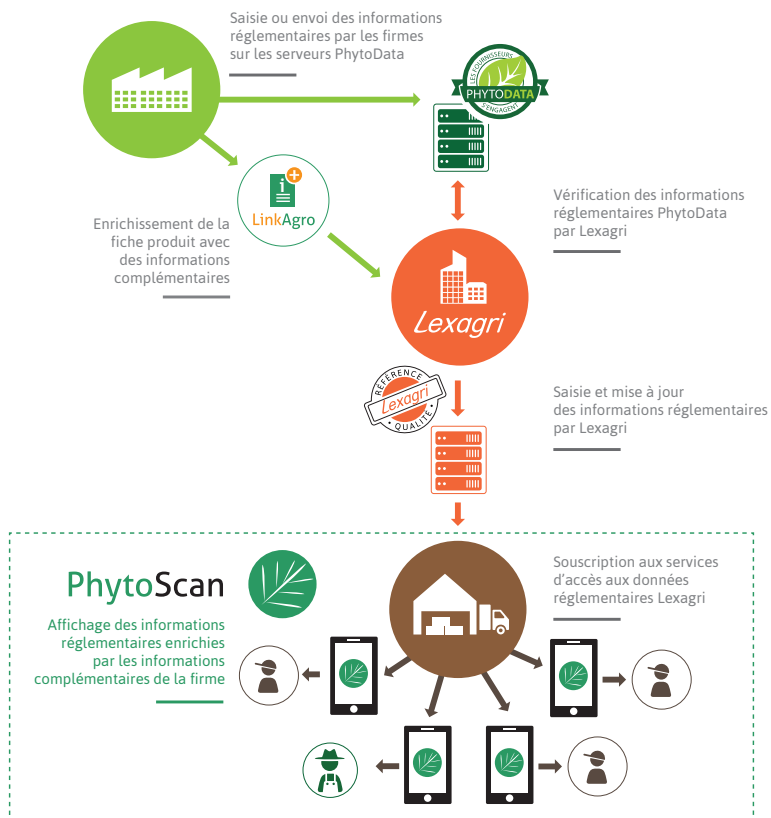 Saisie ou envoi des informations
réglementaires par les firmes
sur les serveurs PhytoData
LES FOURNISSEURS
PHYTODATA
S'ENGAGENT
LinkAgro
Enrichissement de la
fiche produit avec
des informations
complémentaires
Vérification des informations
réglementaires PhytoData
par Lexagri
Lexagri
RÉFÉRENCE
Lexagri
QUALITÉ
Saisie et mise à jour
des informations réglementaires
par Lexagri
PhytoScan
Affichage des informations
réglementaires enrichies
par les informations
complémentaires de la firme
Souscription aux services
d'accès aux données
réglementaires Lexagri